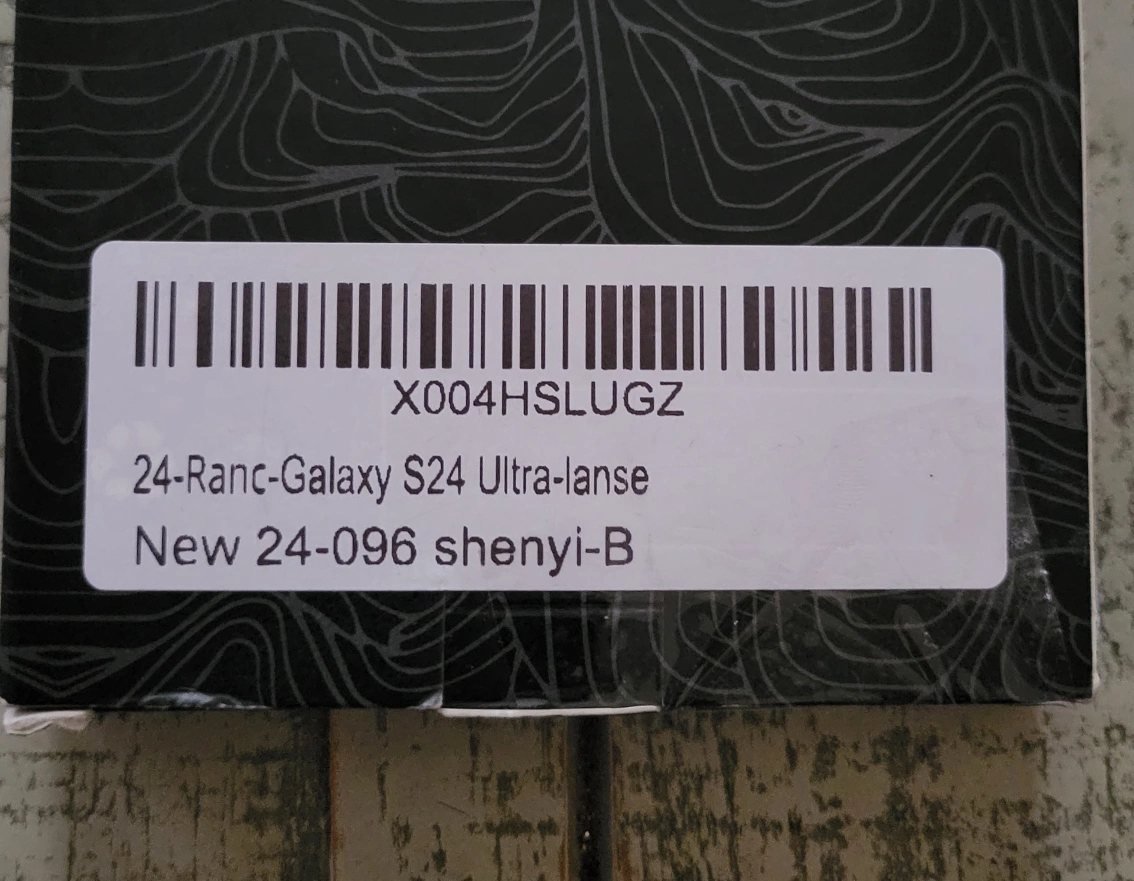 X004HSLUGZ
24-Ranc-Galaxy S24 Ultra-lanse
New 24-096 shenyi-B